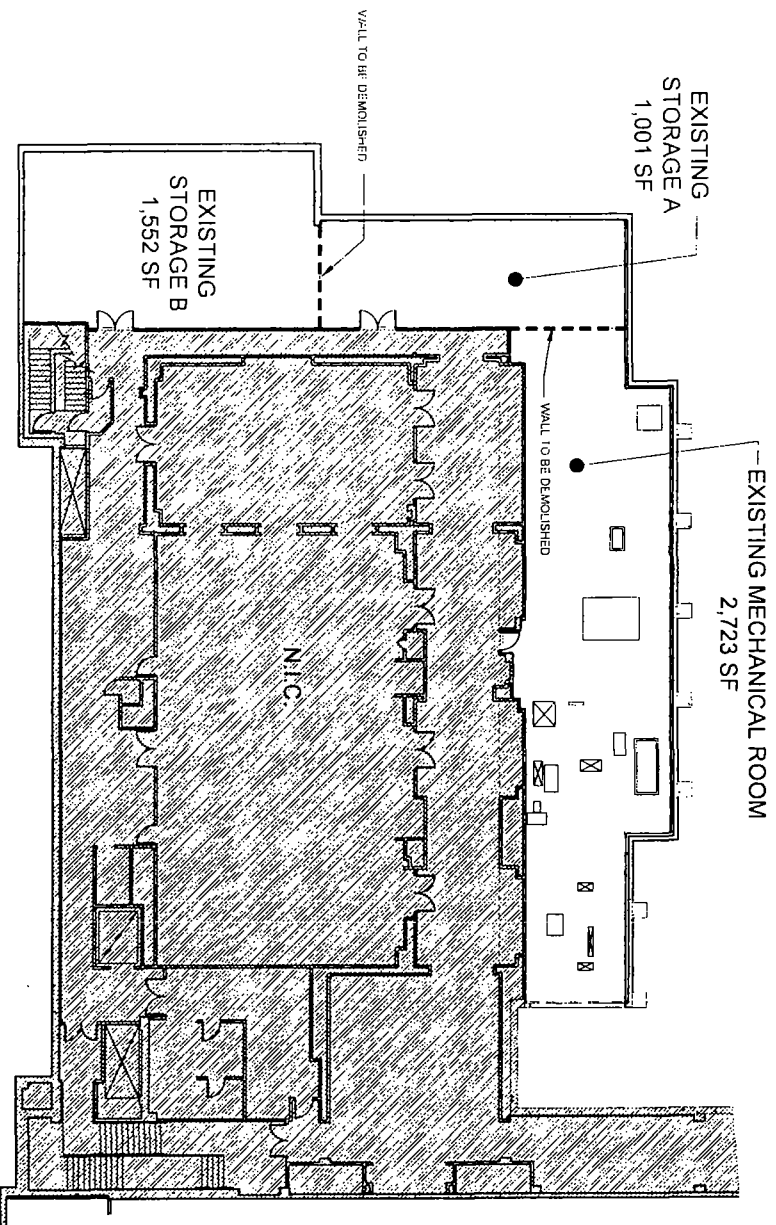 EXISTING
STORAGE A
1,001 SF
EXISTING MECHANICAL ROOM
2,723 SF
WALL TO BE DEMOLISHED
WALL TO BE DEMOLISHED
EXISTING
STORAGE B
1,552 SF
N.I.C.